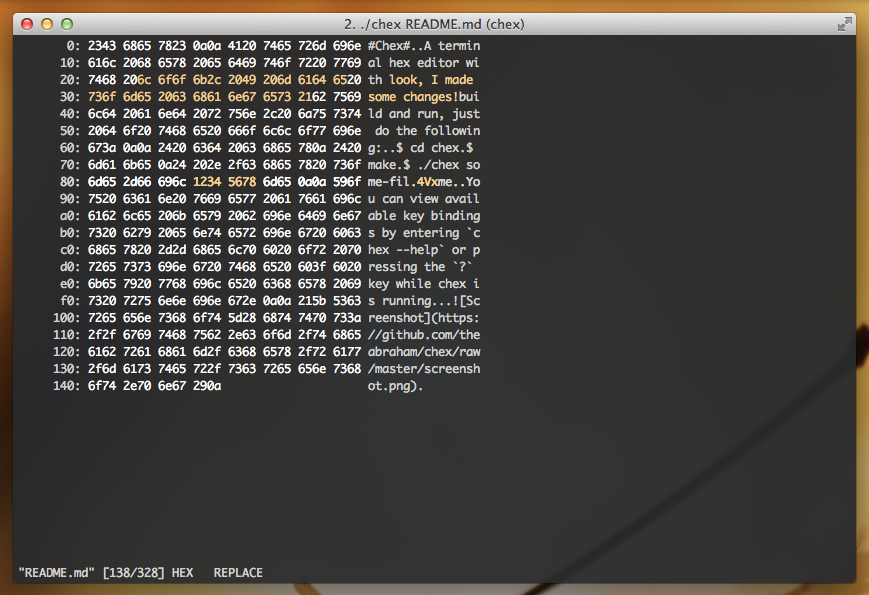 2. ./chex README.md (chex)
0: 2343 6865 7823 0a0a 4120 7465 726d 696e #Chex#..A termin
10: 616c 2068 6578 2065 6469 746f 7220 7769 al hex editor wi
20: 7468 206c 6f6f 6b2c 2049 206d 6164 6520 th look, I made
30: 736f 6d65 2063 6861 6e67 6573 2162 7569 some changes!bui
40: 6c64 2061 6e64 2072 756e 2c20 6a75 7374 ld and run, just
50: 2064 6f20 7468 6520 666f 6c6c 6f77 696e  do the followin
60: 673a 0a0a 2420 6364 2063 6865 780a 2420 g:..$ cd chex.$
70: 6d61 6b65 0a24 202e 2f63 6865 7820 736f make.$ ./chex so
80: 6d65 2d66 696c 1234 5678 6d65 0a0a 596f me-fil.4Vxme..Yo
90: 7520 6361 6e20 7669 6577 2061 7661 696c u can view avail
a0: 6162 6c65 206b 6579 2062 696e 6469 6e67 able key binding
b0: 7320 6279 2065 6e74 6572 696e 6720 6063 s by entering `c
c0: 6865 7820 2d2d 6865 6c70 6020 6f72 2070 hex --help` or p
d0: 7265 7373 696e 6720 7468 6520 603f 6020 ressing the `?`
e0: 6b65 7920 7768 696c 6520 6368 6578 2069 key while chex i
f0: 7320 7275 6e6e 696e 672e 0a0a 215b 5363 s running...![Sc
100: 7265 656e 7368 6f74 5d28 6874 7470 733a reenshot](https:
110: 2f2f 6769 7468 7562 2e63 6f6d 2f74 6865 //github.com/the
120: 6162 7261 6861 6d2f 6368 6578 2f72 6177 abraham/chex/raw
130: 2f6d 6173 7465 722f 7363 7265 656e 7368 /master/screensh
140: 6f74 2e70 6e67 290a ot.png).
"README.md" [138/328] HEX REPLACE